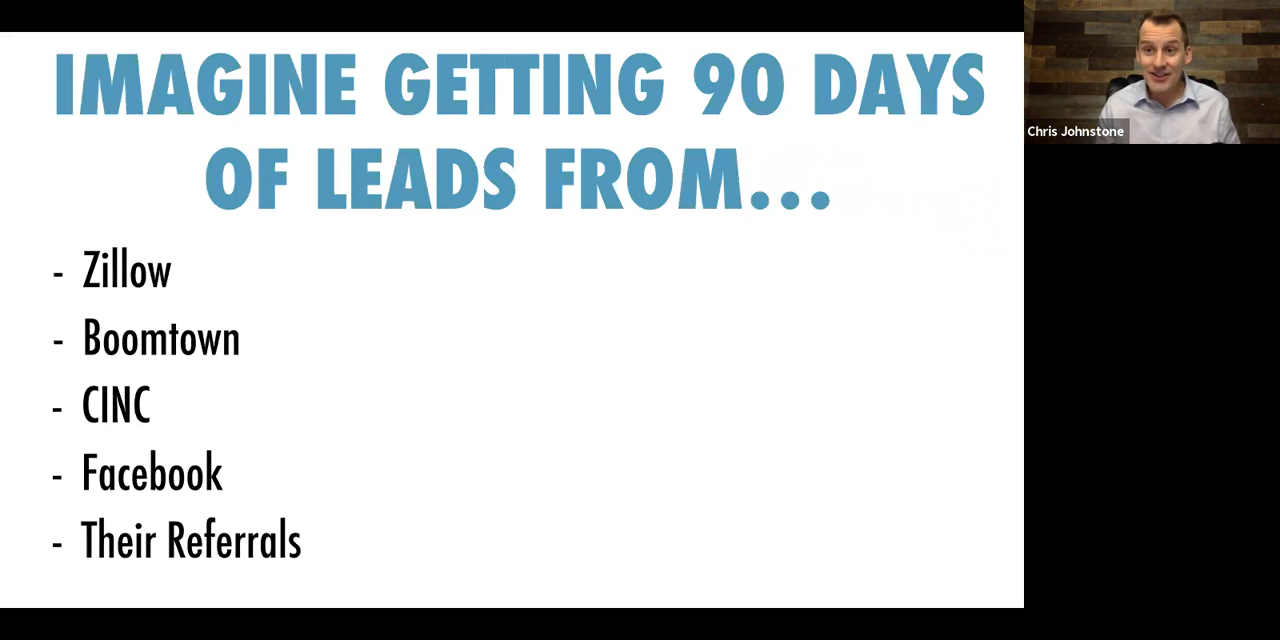 IMAGINE GETTING 90 DAYS
OF LEADS FROM...
- Zillow
- Boomtown
- CINC
- Facebook
- Their Referrals
Chris Johnstone